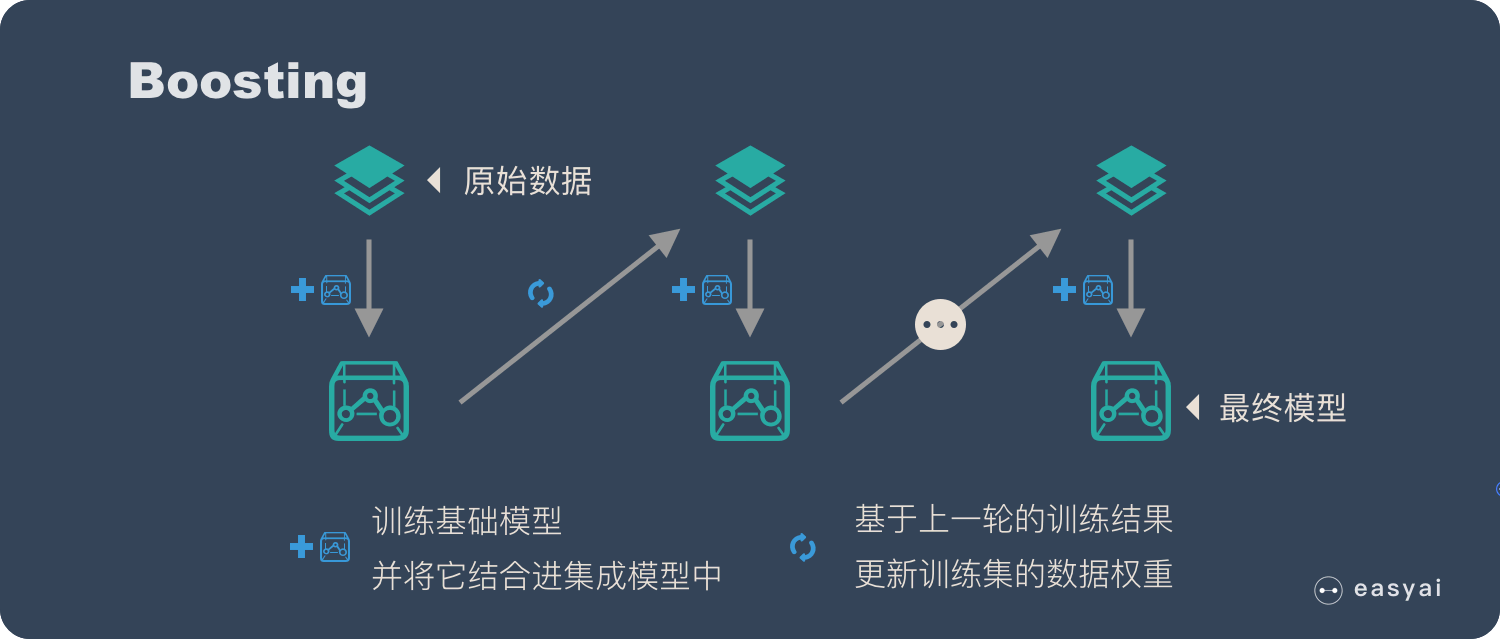 Boosting
原始数据
最终模型
训练基础模型
并将它结合进集成模型中
基于上一轮的训练结果
更新训练集的数据权重
easyai